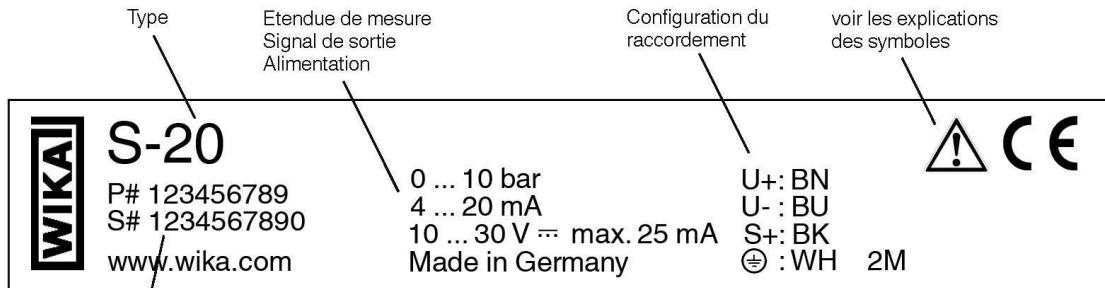 Type
Etendue de mesure
Signal de sortie
Alimentation
Configuration du
raccordement
voir les explications
des symboles
WIKA
S-20
P# 123456789
S# 1234567890
www.wika.com
0 ... 10 bar
4 ... 20 mA
10 ... 30 V ⎓ max. 25 mA
Made in Germany
U+: BN
U- : BU
S+: BK
⏚ : WH 2M
CE